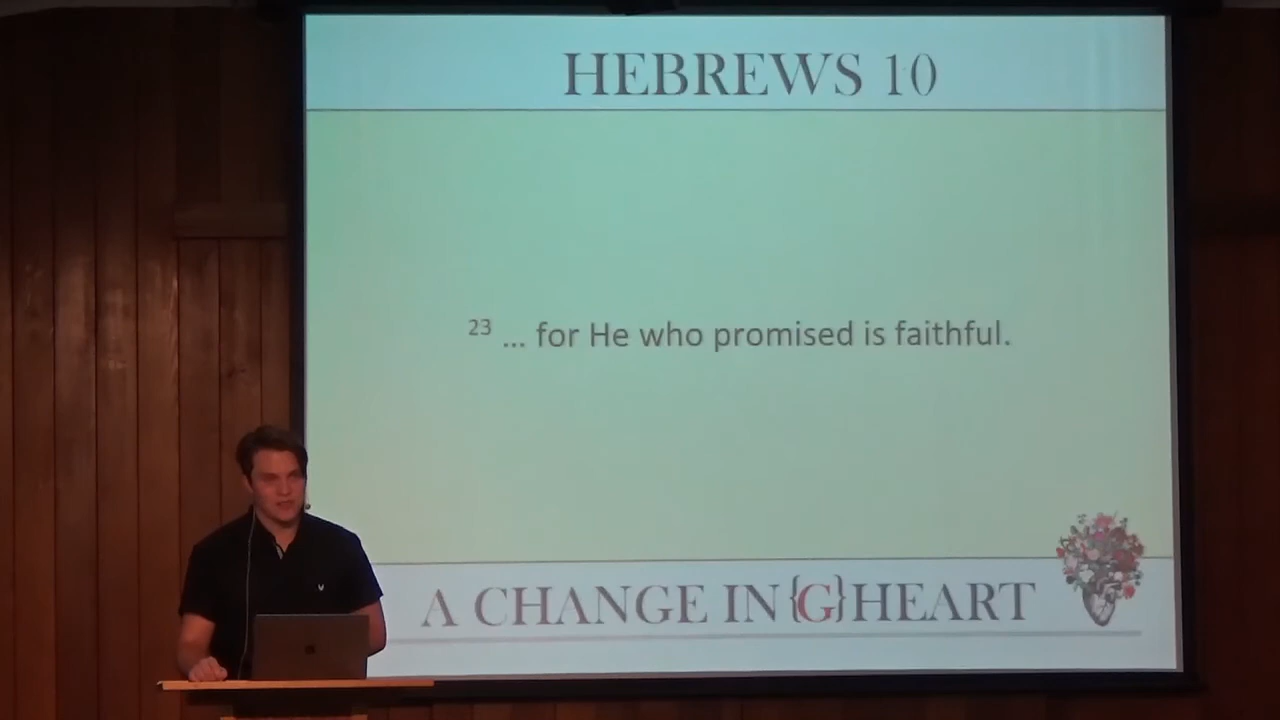 HEBREWS 10
23 ... for He who promised is faithful.
A CHANGE IN {G} HEART